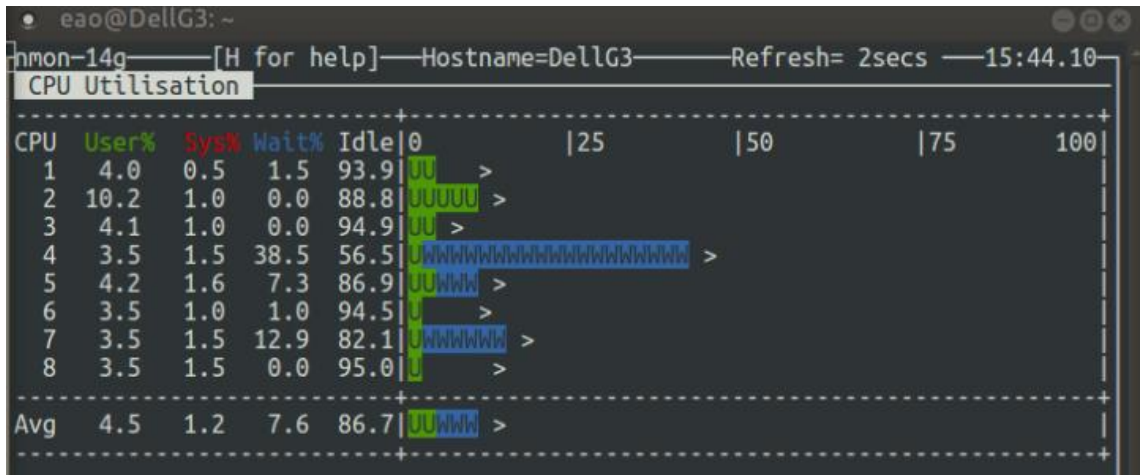 eao@DellG3: ~
nmon-14g [H for help] Hostname=DellG3 Refresh= 2secs 15:44.10
CPU Utilisation
CPU User% Sys% Wait% Idle|0 |25 |50 |75 100|
1 4.0 0.5 1.5 93.9|UU >
2 10.2 1.0 0.0 88.8|UUUUU >
3 4.1 1.0 0.0 94.9|UU >
4 3.5 1.5 38.5 56.5|UWWWWWWWWWWWWWWWWWWW >
5 4.2 1.6 7.3 86.9|UUWWW >
6 3.5 1.0 1.0 94.5|U >
7 3.5 1.5 12.9 82.1|UWWWWWW >
8 3.5 1.5 0.0 95.0|U >
Avg 4.5 1.2 7.6 86.7|UUWWW >